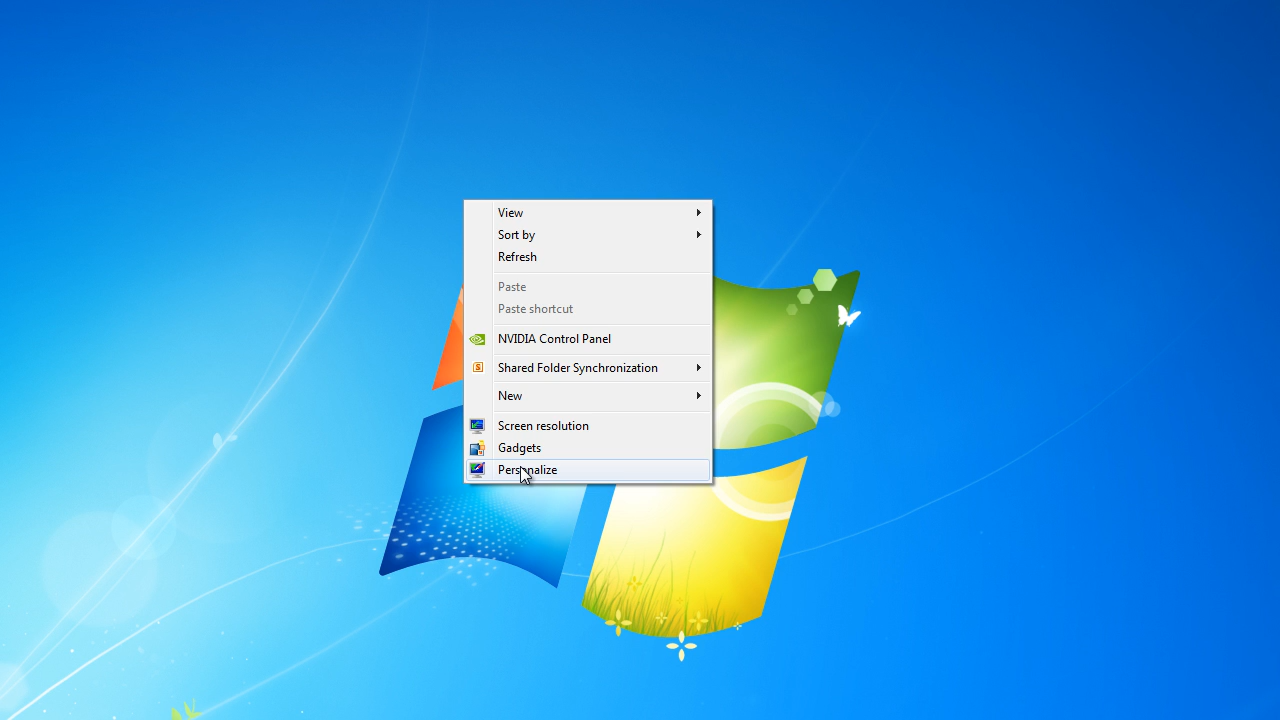 View
Sort by
Refresh
Paste
Paste shortcut
NVIDIA Control Panel
Shared Folder Synchronization
New
Screen resolution
Gadgets
Personalize